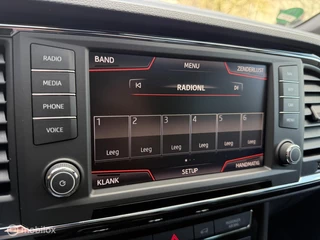 RADIO
MEDIA
PHONE
VOICE
BAND
MENU
ZENDERLIJST
RADIONL
1 2 3 4 5 6
Leeg Leeg Leeg Leeg Leeg Leeg
KLANK
SETUP
HANDMATIG
mobilox